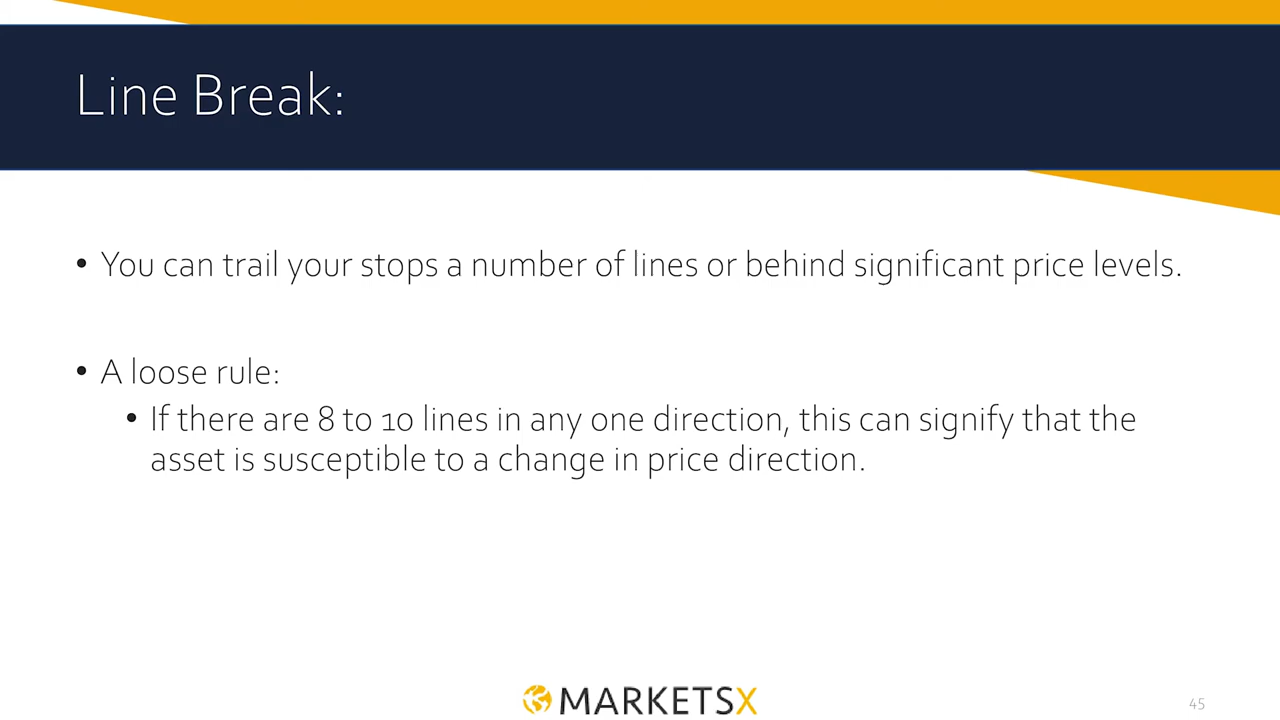 Line Break:
• You can trail your stops a number of lines or behind significant price levels.
• A loose rule:
• If there are 8 to 10 lines in any one direction, this can signify that the
asset is susceptible to a change in price direction.
MARKETSX
45